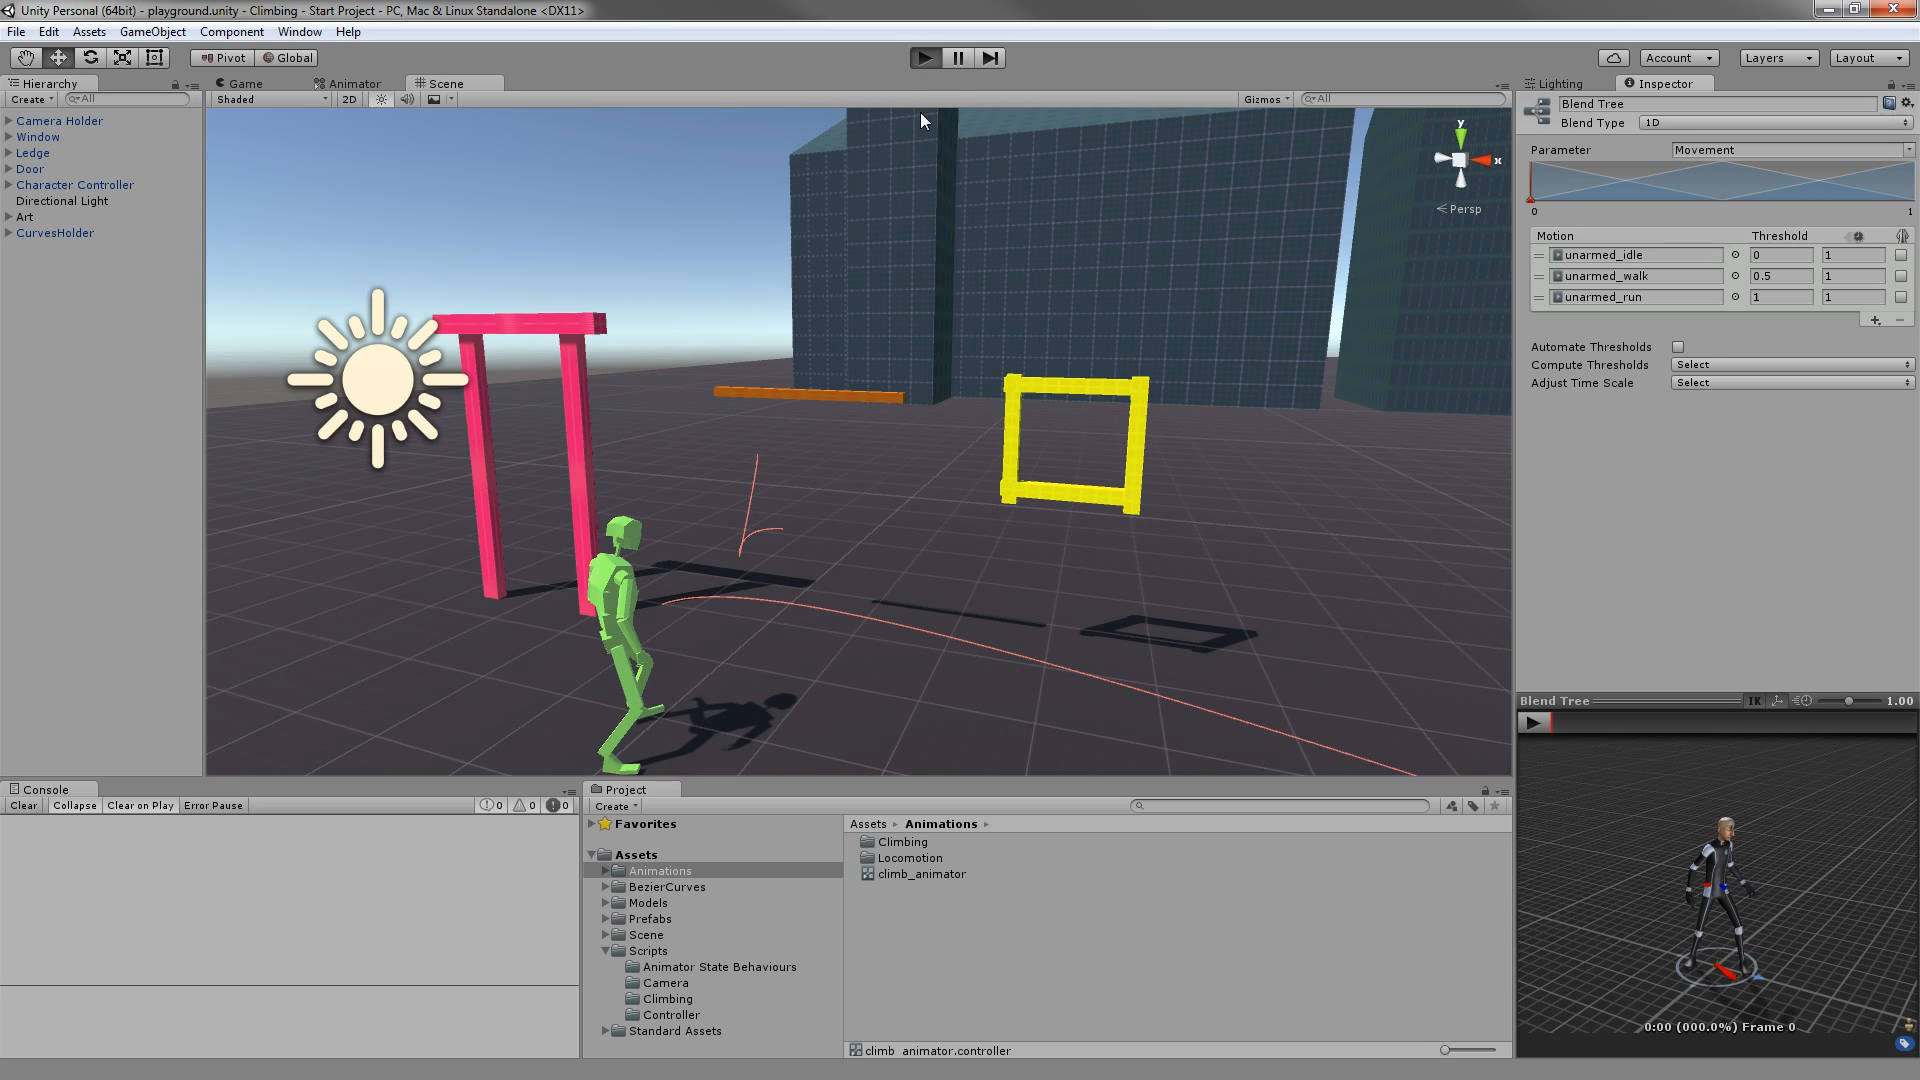 Unity Personal (64bit) - playground.unity - Climbing - Start Project - PC, Mac & Linux Standalone <DX11>
File Edit Assets GameObject Component Window Help
Pivot Global Account Layers Layout
Hierarchy Game Animator Scene Lighting Inspector
Create All Shaded 2D Gizmos All
Camera Holder
Window
Ledge
Door
Character Controller
Directional Light
Art
CurvesHolder
y
x
Persp
Blend Tree
Blend Type 1D
Parameter Movement
0 1
Motion Threshold
unarmed_idle 0 1
unarmed_walk 0.5 1
unarmed_run 1 1
Automate Thresholds
Compute Thresholds Select
Adjust Time Scale Select
Blend Tree IK 1.00
0:00 (000.0%) Frame 0
Console
Clear Collapse Clear on Play Error Pause 0 0 0
Project
Create
Favorites
Assets
Animations
BezierCurves
Models
Prefabs
Scene
Scripts
Animator State Behaviours
Camera
Climbing
Controller
Standard Assets
Assets Animations
Climbing
Locomotion
climb_animator
climb_animator.controller